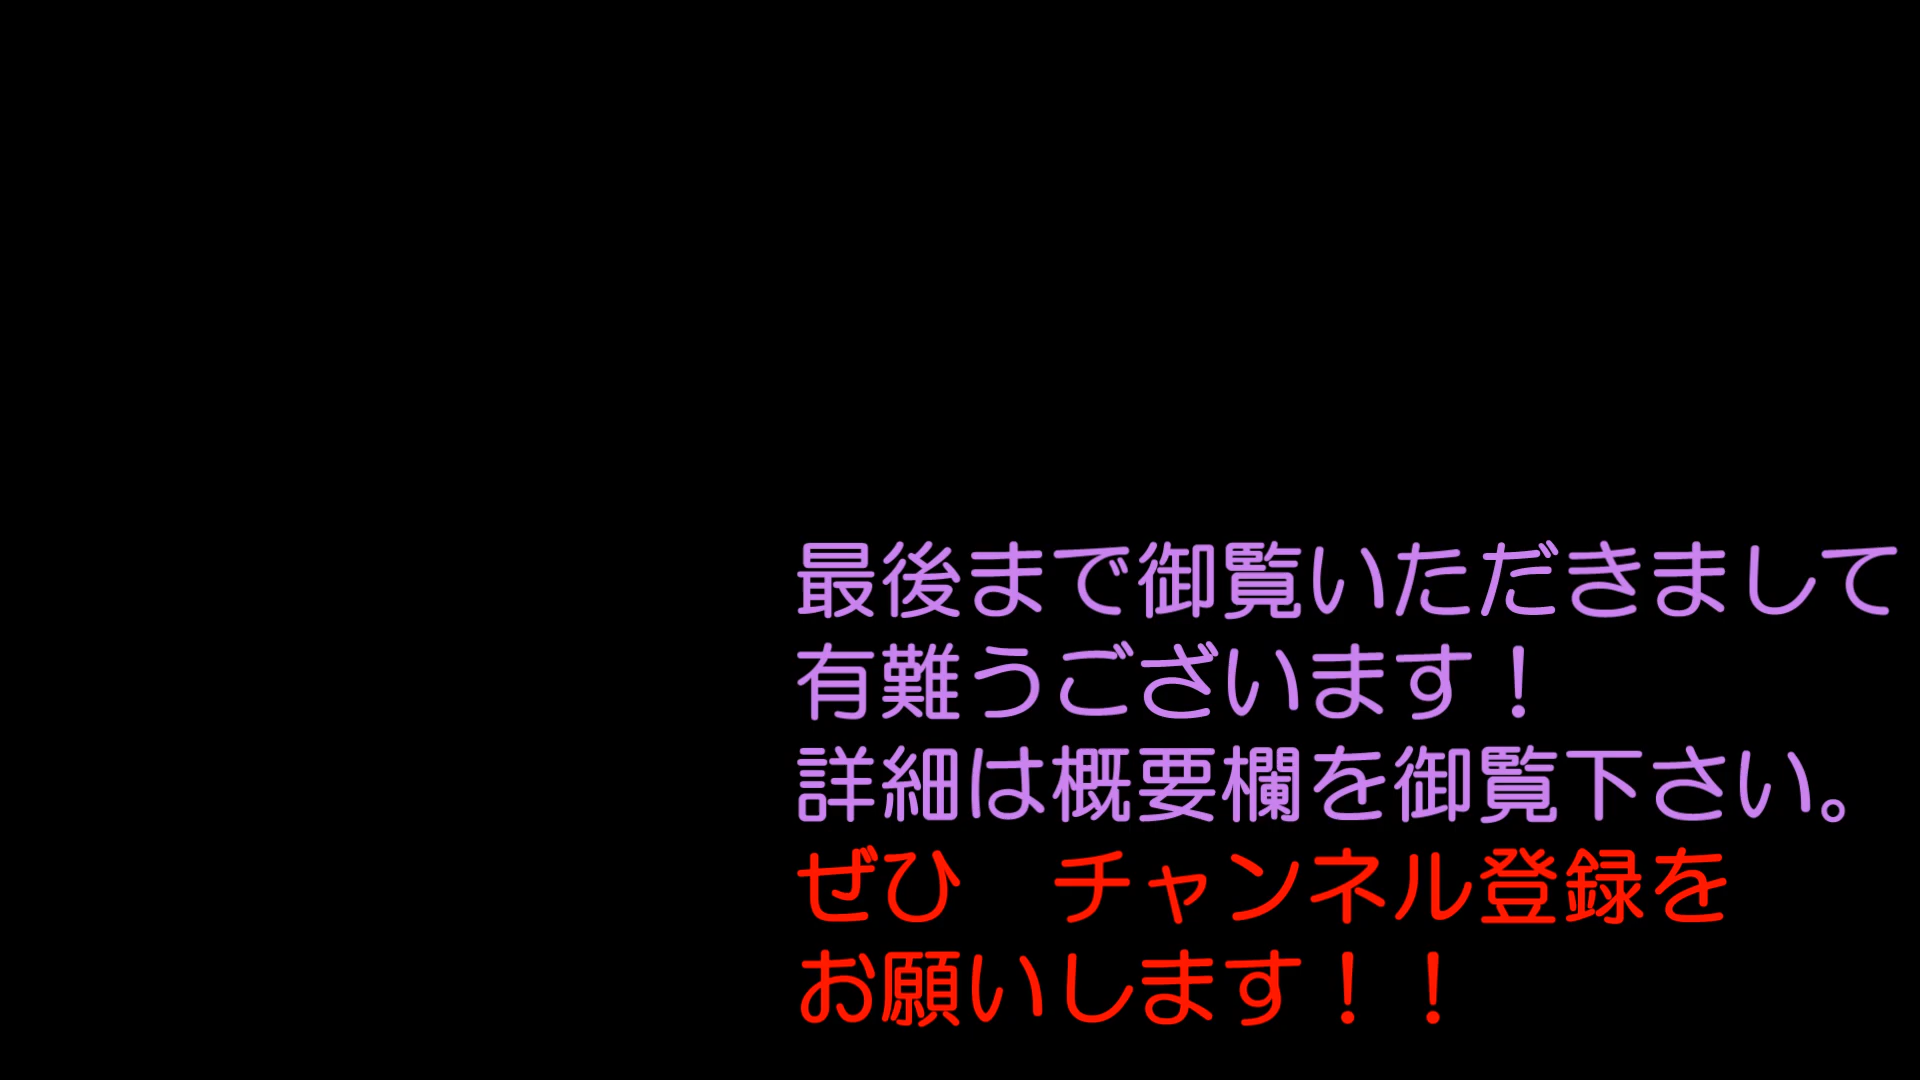 最後まで御覧いただきまして
有難うございます！
詳細は概要欄を御覧下さい。
ぜひ　チャンネル登録を
お願いします！！